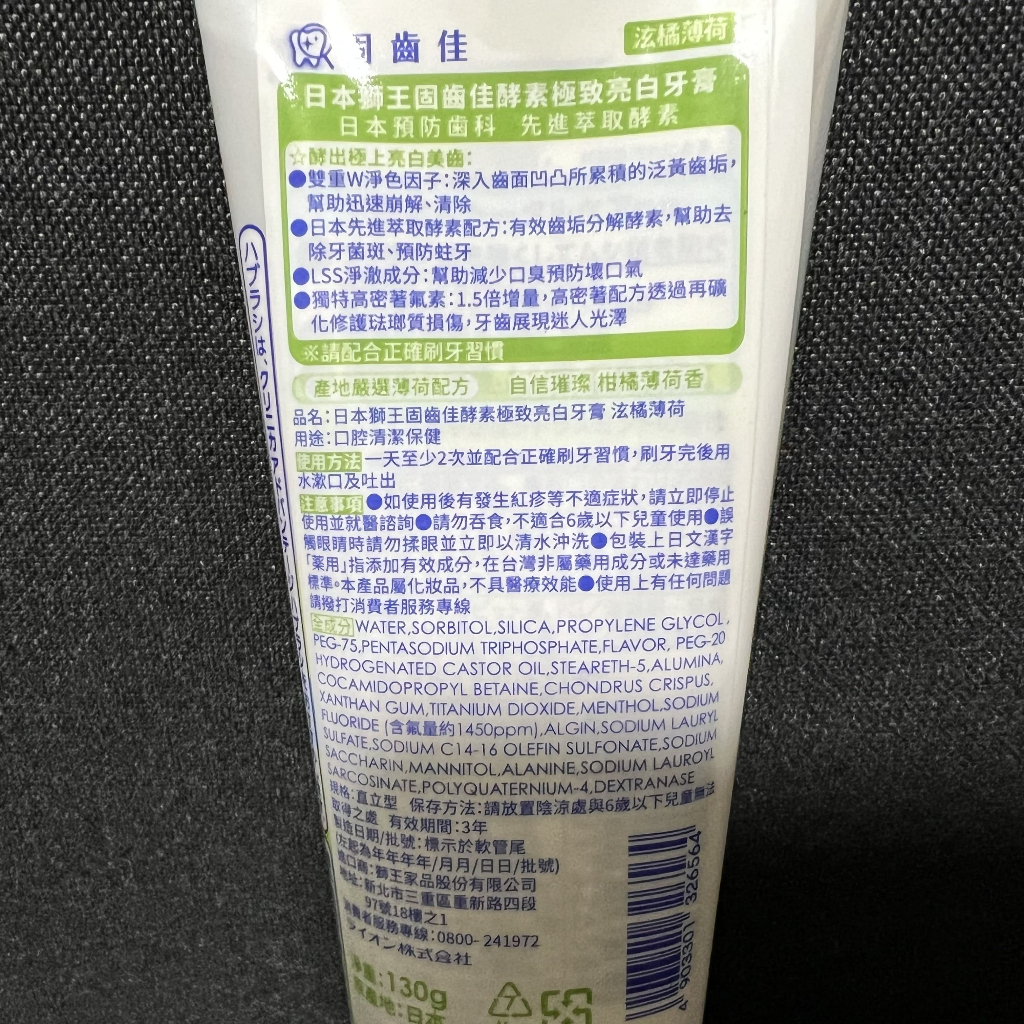 固齒佳
泫橘薄荷
日本獅王固齒佳酵素極致亮白牙膏
日本預防歯科 先進萃取酵素
☆酵出極上亮白美齒:
●雙重W淨色因子:深入齒面凹凸所累積的泛黃齒垢,
幫助迅速崩解、清除
●日本先進萃取酵素配方:有效齒垢分解酵素,幫助去
除牙菌斑、預防蛀牙
●LSS淨澈成分:幫助減少口臭預防壞口氣
●獨特高密著氟素:1.5倍增量,高密著配方透過再礦
化修護琺瑯質損傷,牙齒展現迷人光澤
※請配合正確刷牙習慣
產地嚴選薄荷配方 自信璀璨 柑橘薄荷香
品名:日本獅王固齒佳酵素極致亮白牙膏 泫橘薄荷
用途:口腔清潔保健
使用方法 一天至少2次並配合正確刷牙習慣,刷牙完後用
水漱口及吐出
注意事項 ●如使用後有發生紅疹等不適症狀,請立即停止
使用並就醫諮詢●請勿吞食,不適合6歲以下兒童使用●誤
觸眼睛時請勿揉眼並立即以清水沖洗●包裝上日文漢字
「薬用」指添加有效成分,在台灣非屬藥用成分或未達藥用
標準。本產品屬化妝品,不具醫療效能●使用上有任何問題
請撥打消費者服務專線
全成分 WATER,SORBITOL,SILICA,PROPYLENE GLYCOL,
PEG-75,PENTASODIUM TRIPHOSPHATE,FLAVOR, PEG-20
HYDROGENATED CASTOR OIL,STEARETH-5,ALUMINA,
COCAMIDOPROPYL BETAINE,CHONDRUS CRISPUS,
XANTHAN GUM,TITANIUM DIOXIDE,MENTHOL,SODIUM
FLUORIDE (含氟量約1450ppm),ALGIN,SODIUM LAURYL
SULFATE,SODIUM C14-16 OLEFIN SULFONATE,SODIUM
SACCHARIN,MANNITOL,ALANINE,SODIUM LAUROYL
SARCOSINATE,POLYQUATERNIUM-4,DEXTRANASE
規格:直立型 保存方法:請放置陰涼處與6歲以下兒童無法
取得之處 有效期間:3年
製造日期/批號:標示於軟管尾
(左起為年年年年/月月/日日/批號)
進口商:獅王家品股份有限公司
地址:新北市三重區重新路四段
97號18樓之1
消費者服務專線:0800-241972
ライオン株式会社
淨重:130g
原產地:日本
7
4 903301 326564
ハブラシは、クリニカアドバンテージ